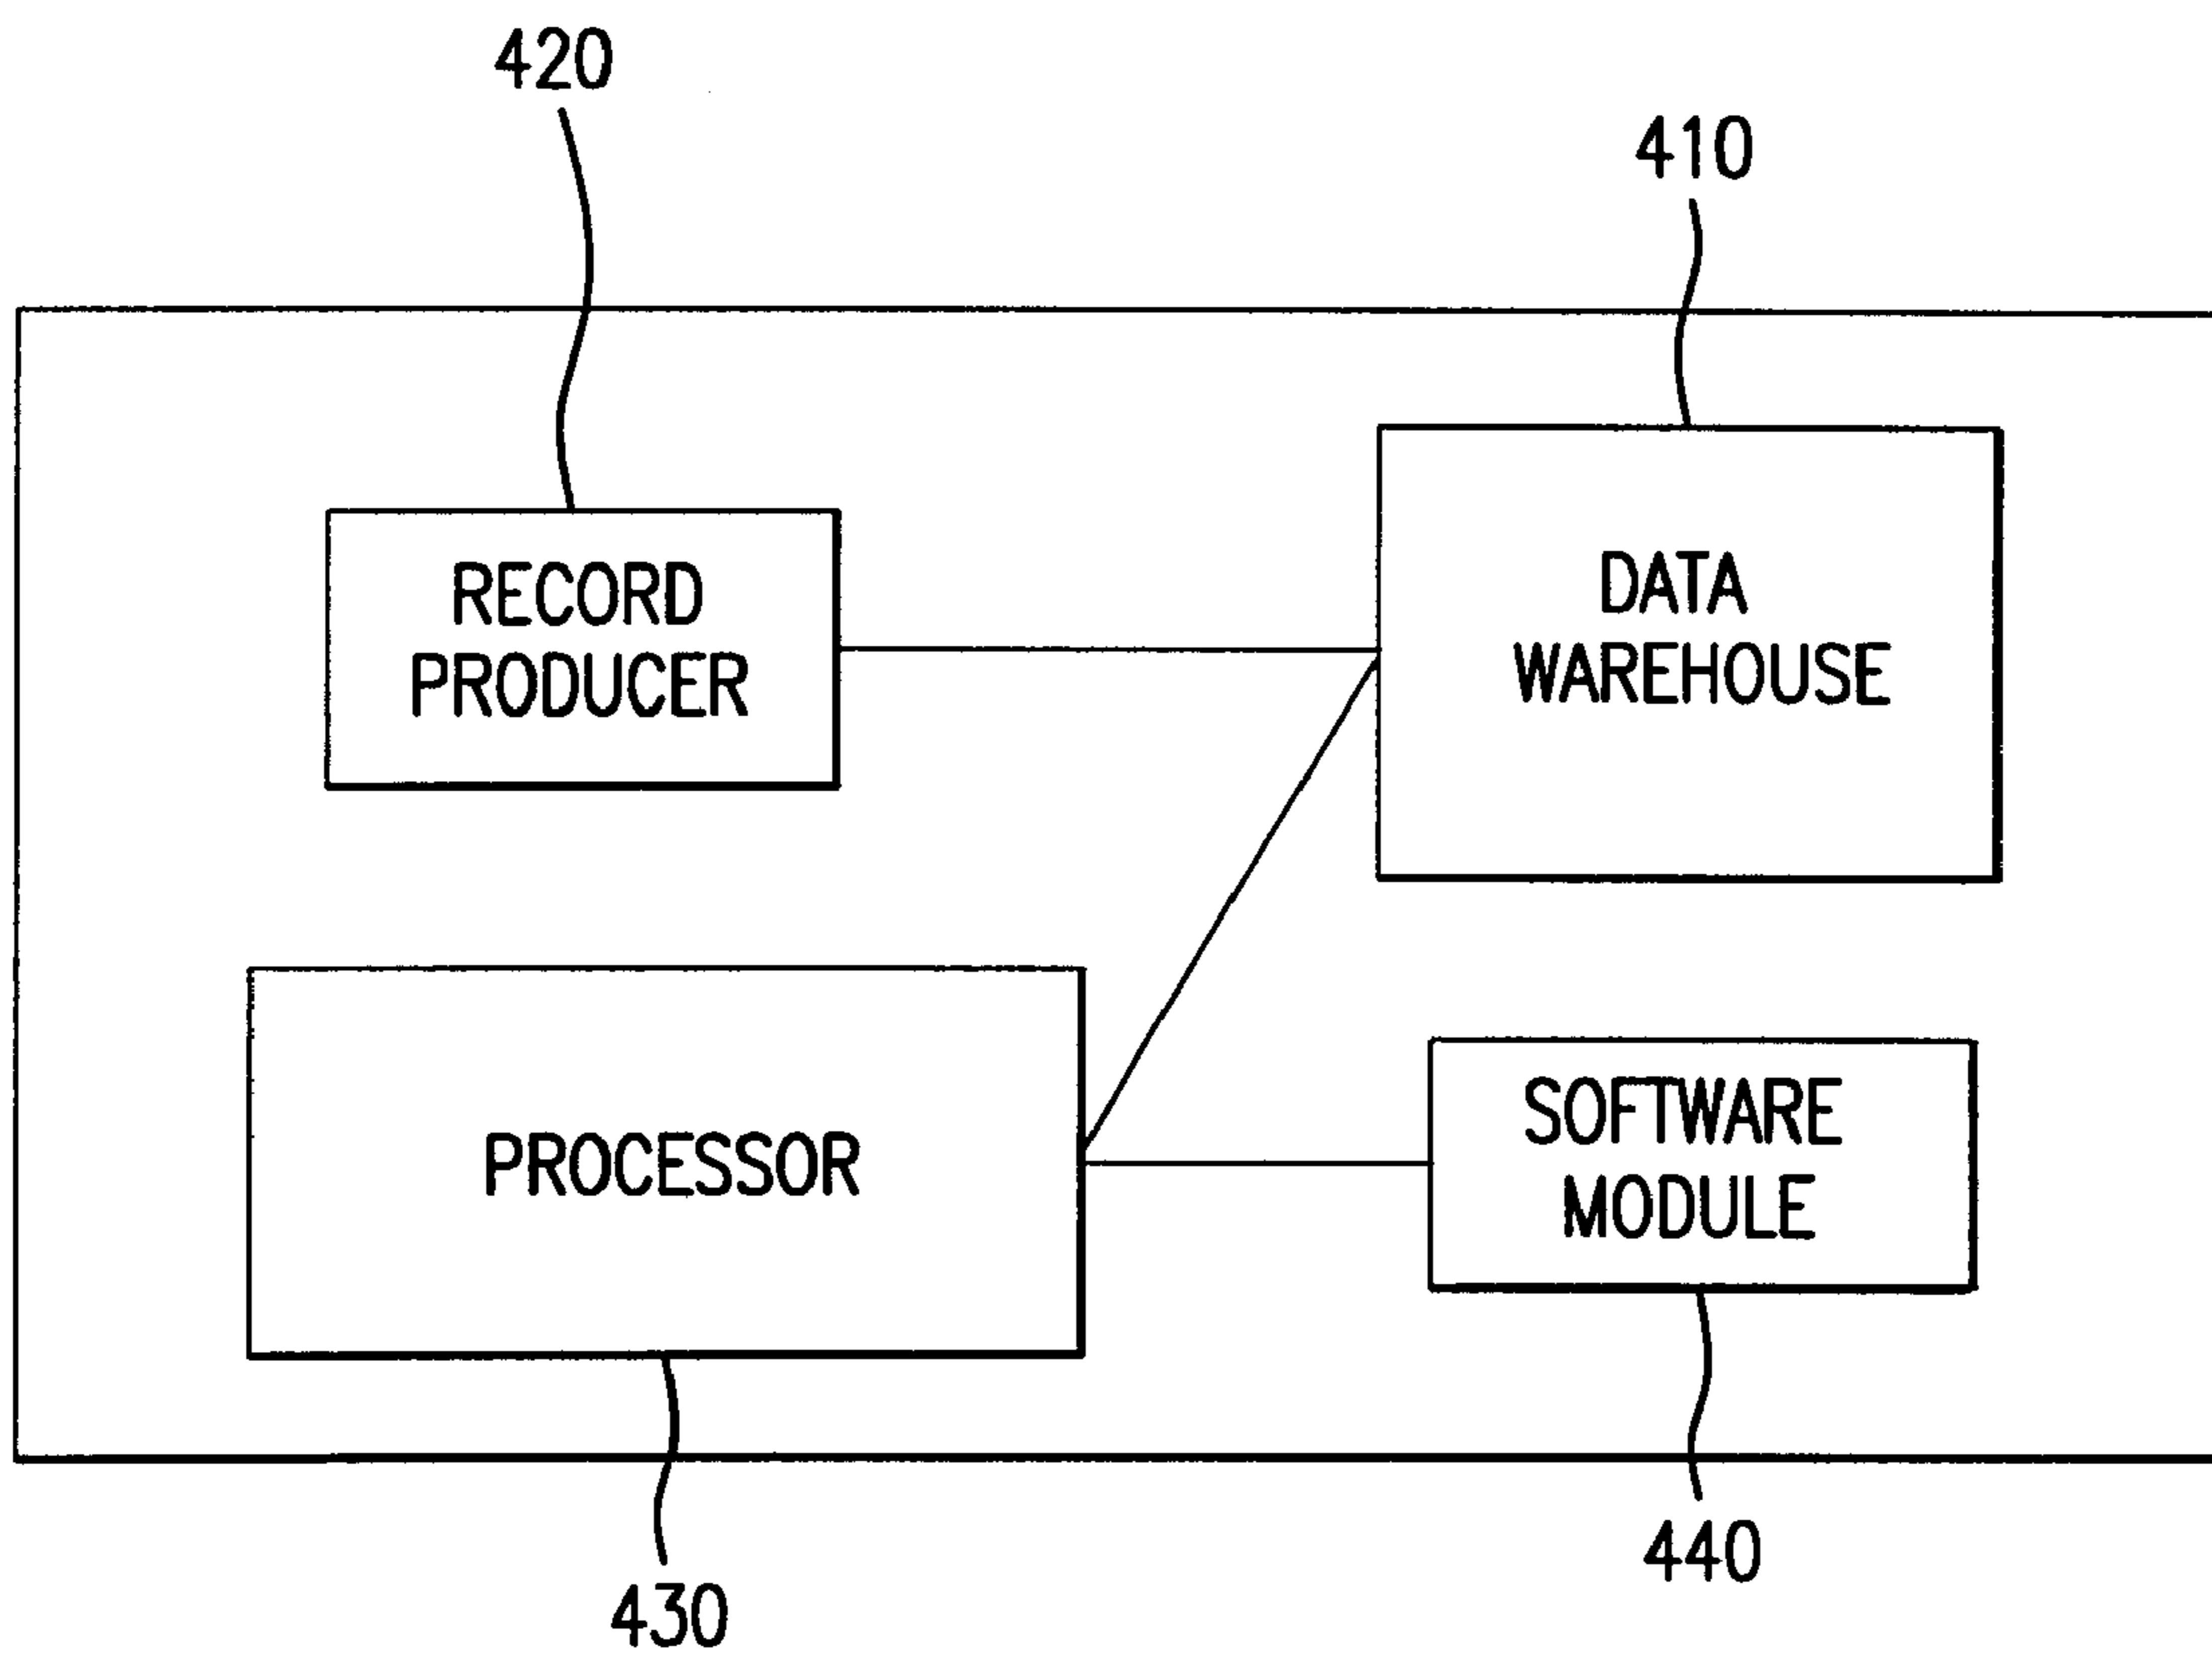 420
410
RECORD
PRODUCER
DATA
WAREHOUSE
PROCESSOR
SOFTWARE
MODULE
430
440